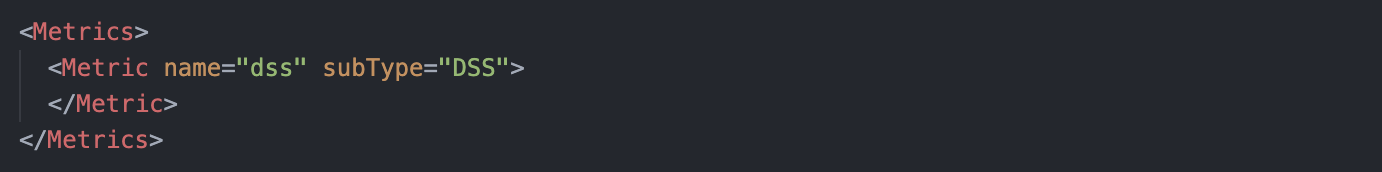 <Metrics>
<Metric name="dss" subType="DSS">
</Metric>
</Metrics>